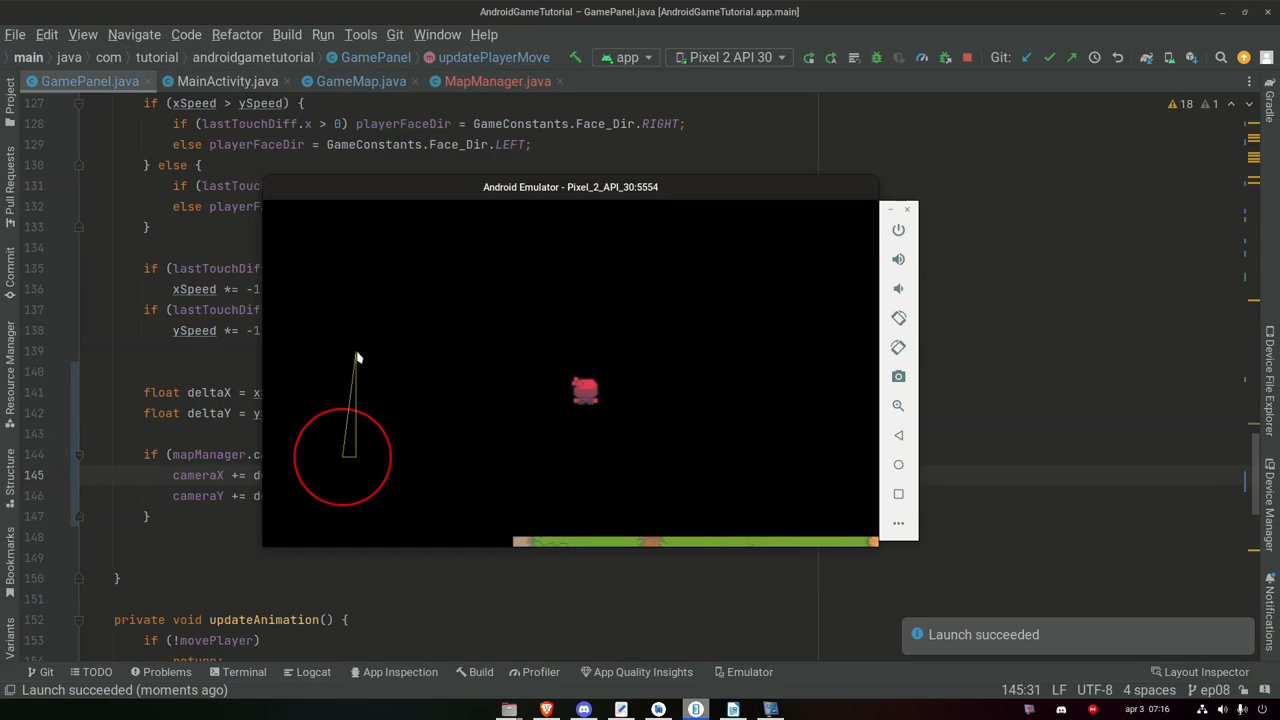 AndroidGameTutorial – GamePanel.java [AndroidGameTutorial.app.main]
File Edit View Navigate Code Refactor Build Run Tools Git Window Help
main java com tutorial androidgametutorial GamePanel updatePlayerMove app Pixel 2 API 30 Git:
GamePanel.java MainActivity.java GameMap.java MapManager.java
Project
Pull Requests
Commit
Resource Manager
Structure
Bookmarks
Variants
127 if (xSpeed > ySpeed) { 18 1
128 if (lastTouchDiff.x > 0) playerFaceDir = GameConstants.Face_Dir.RIGHT;
129 else playerFaceDir = GameConstants.Face_Dir.LEFT;
130 } else {
131 if (lastTouc
132 else playerF
133 }
134
135 if (lastTouchDif
136 xSpeed *= -1
137 if (lastTouchDif
138 ySpeed *= -1
139
140
141 float deltaX = x
142 float deltaY = y
143
144 if (mapManager.c
145 cameraX += d
146 cameraY += d
147 }
148
149
150 }
151
152 private void updateAnimation() {
153 if (!movePlayer)
return;
Android Emulator - Pixel_2_API_30:5554
Gradle
Device File Explorer
Device Manager
Notifications
Launch succeeded
Git TODO Problems Terminal Logcat App Inspection Build Profiler App Quality Insights Emulator Layout Inspector
Launch succeeded (moments ago) 145:31 LF UTF-8 4 spaces ep08
apr 3 07:16